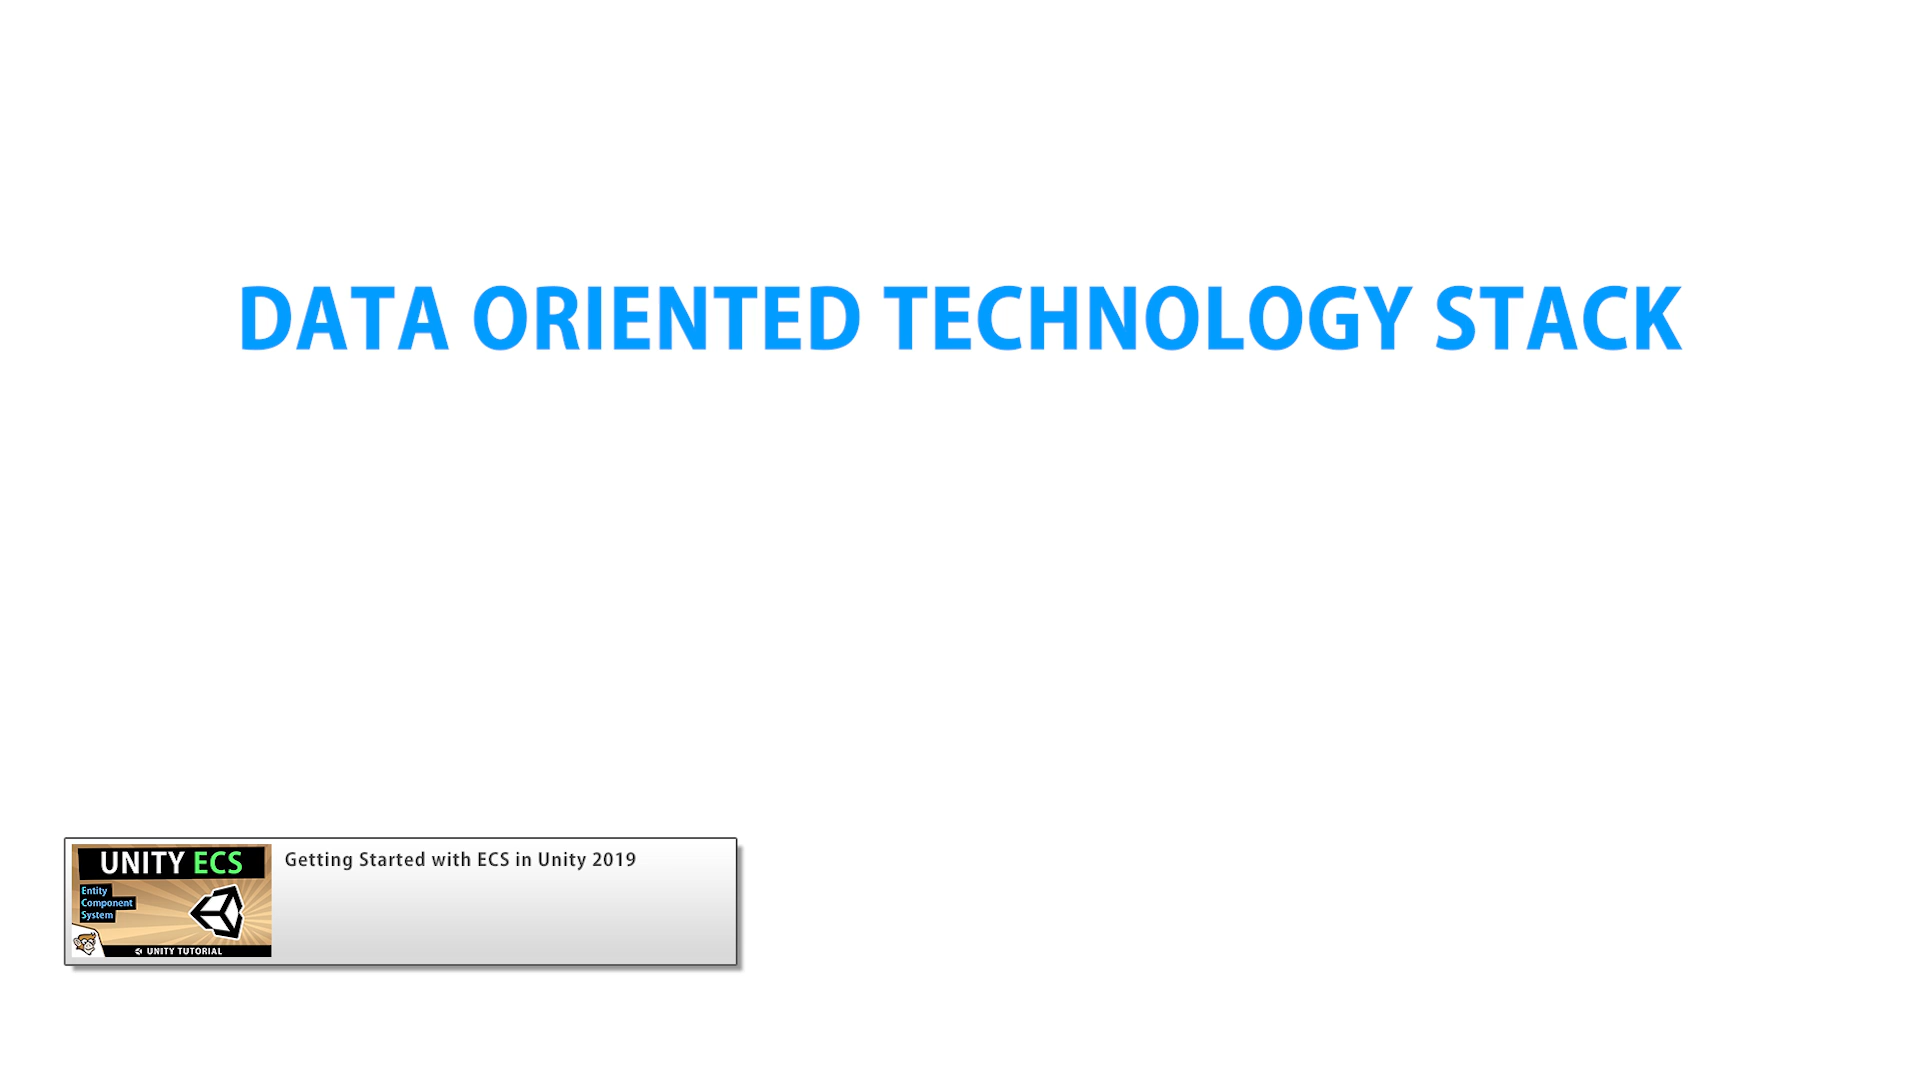 DATA ORIENTED TECHNOLOGY STACK
UNITY ECS
Entity
Component
System
UNITY TUTORIAL
Getting Started with ECS in Unity 2019